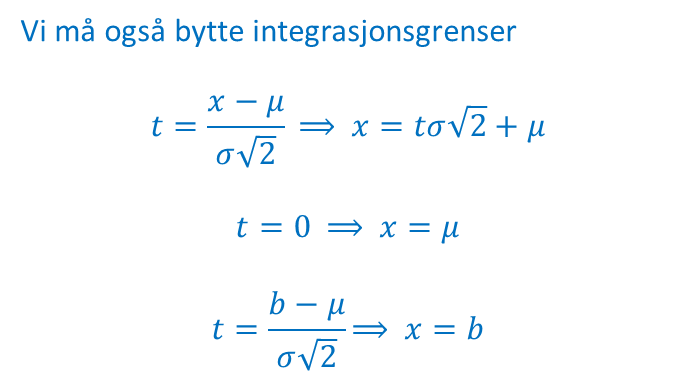 Vi må også bytte integrasjonsgrenser
t = (x − μ)/(σ√2) ⟹ x = tσ√2 + μ
t = 0 ⟹ x = μ
t = (b − μ)/(σ√2) ⟹ x = b